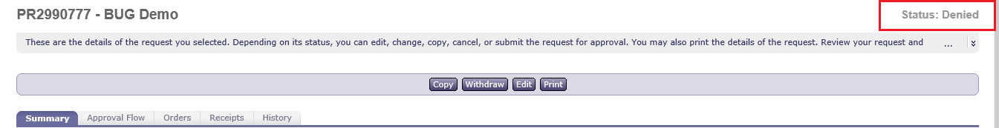 PR2990777 - BUG Demo
Status: Denied
These are the details of the request you selected. Depending on its status, you can edit, change, copy, cancel, or submit the request for approval. You may also print the details of the request. Review your request and ...
Copy Withdraw Edit Print
Summary Approval Flow Orders Receipts History